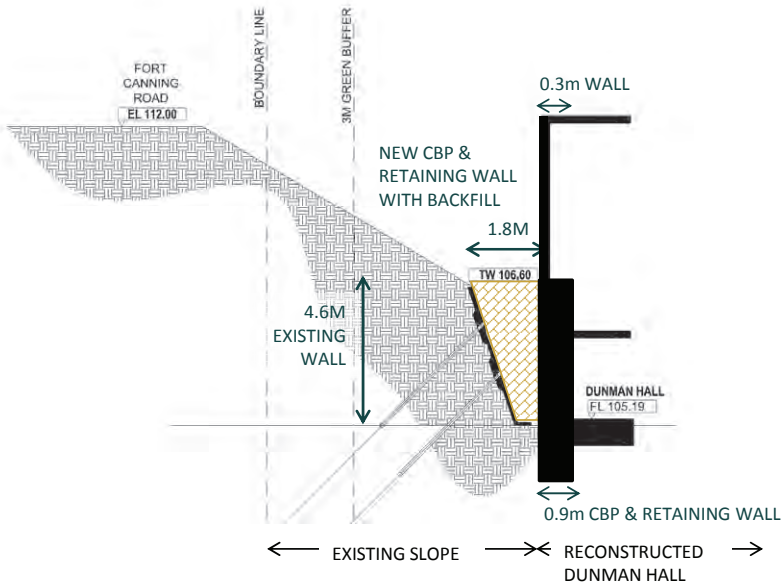 FORT
CANNING
ROAD
EL 112.00
BOUNDARY LINE
3M GREEN BUFFER
0.3m WALL
NEW CBP &
RETAINING WALL
WITH BACKFILL
1.8M
TW 106.60
4.6M
EXISTING
WALL
DUNMAN HALL
FL 105.19
0.9m CBP & RETAINING WALL
EXISTING SLOPE
RECONSTRUCTED
DUNMAN HALL